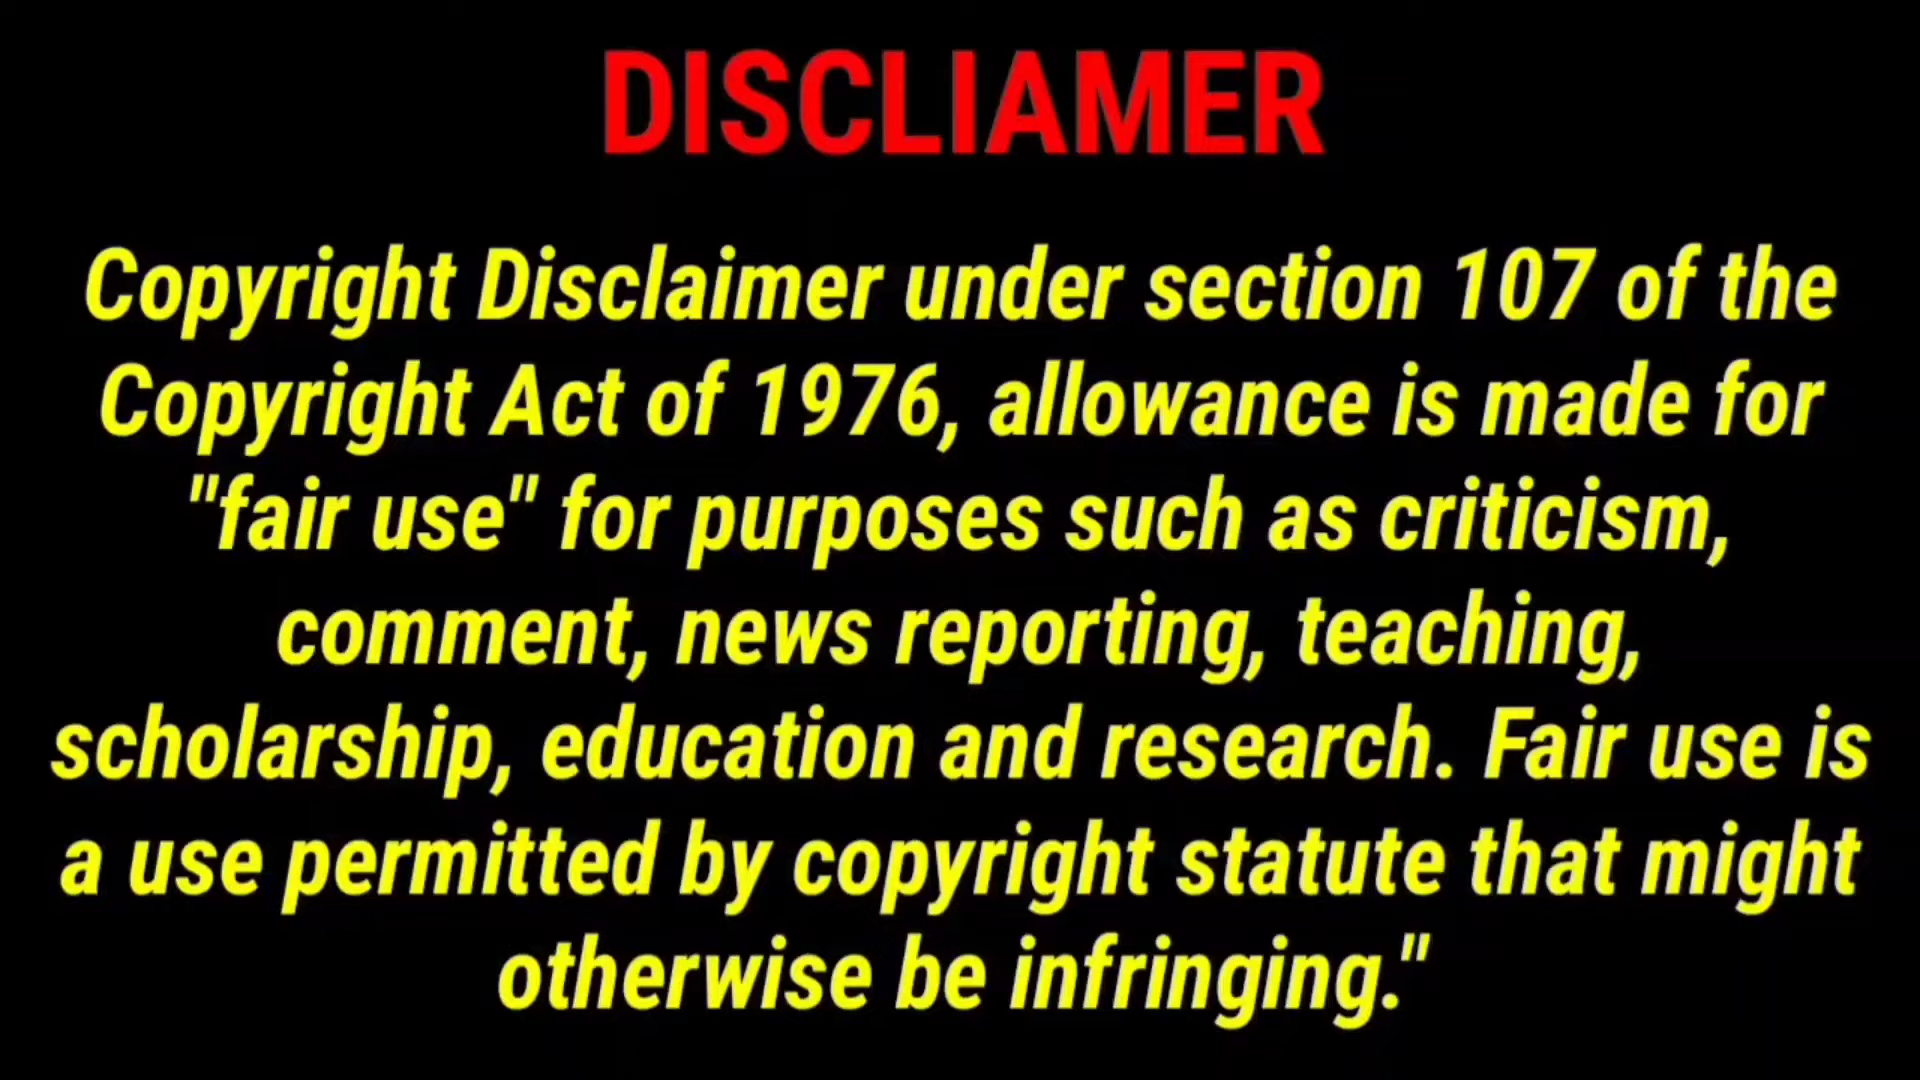 DISCLIAMER
Copyright Disclaimer under section 107 of the
Copyright Act of 1976, allowance is made for
"fair use" for purposes such as criticism,
comment, news reporting, teaching,
scholarship, education and research. Fair use is
a use permitted by copyright statute that might
otherwise be infringing."